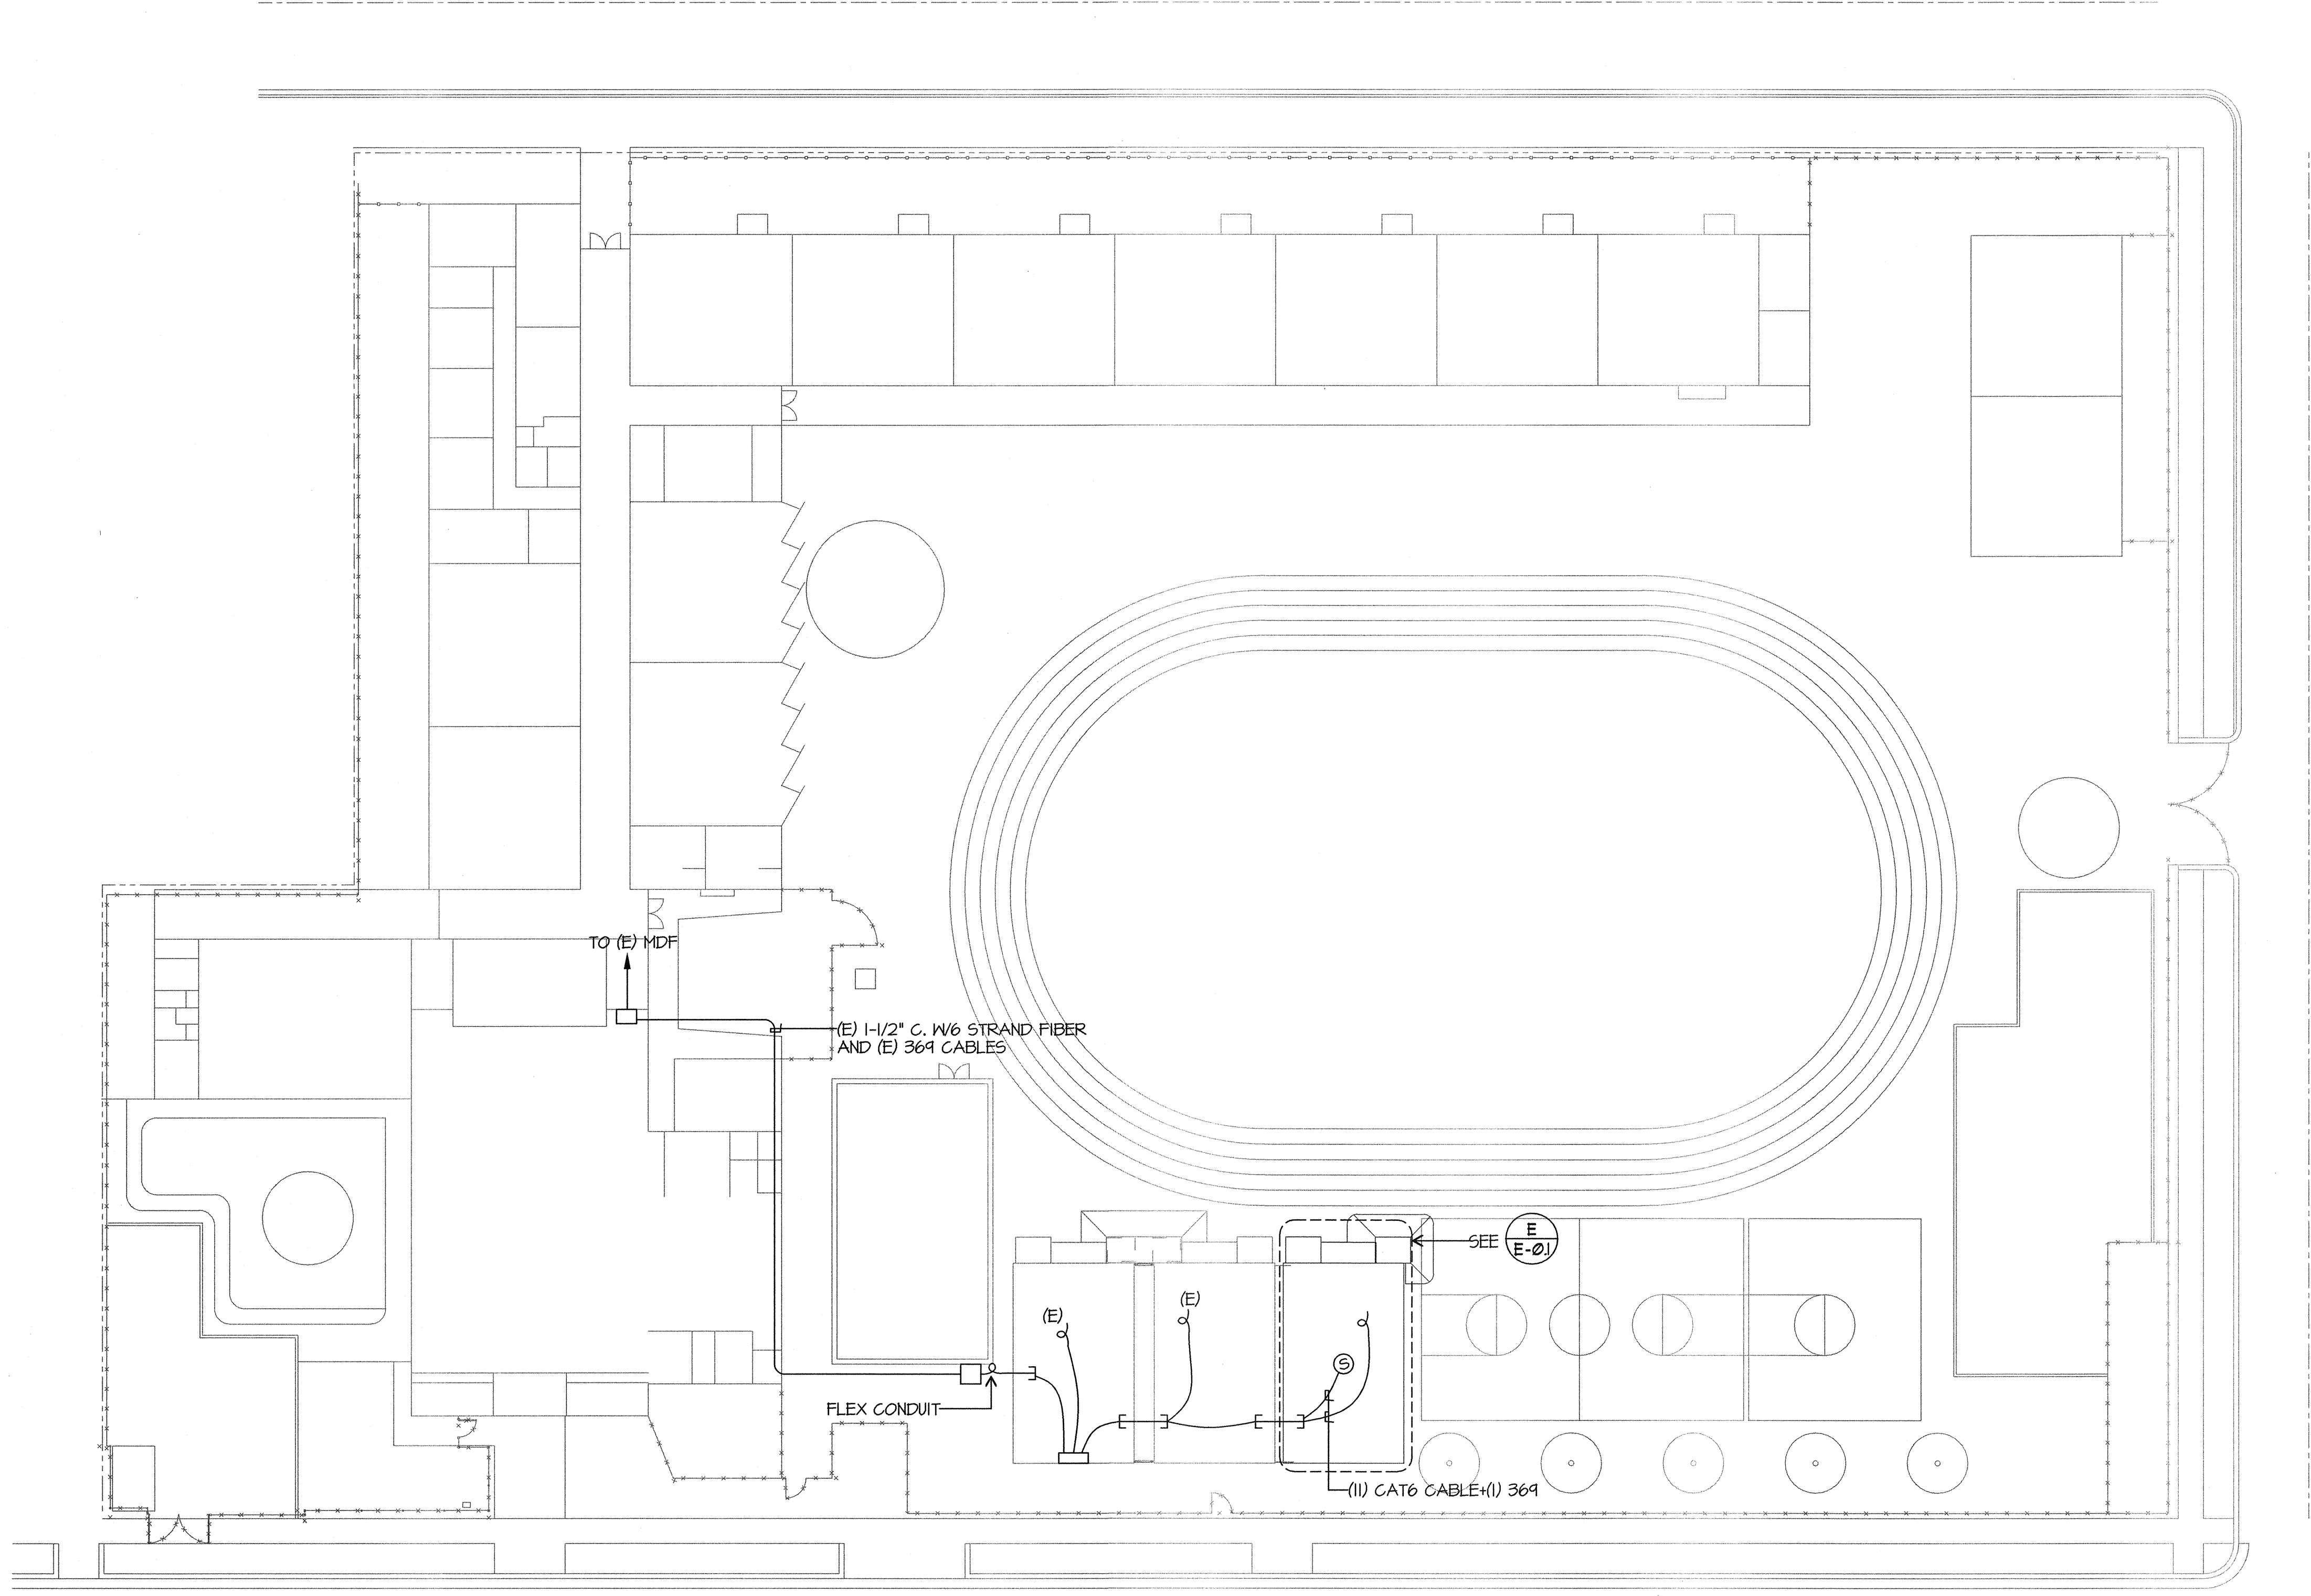 TO (E) MDF
(E) 1-1/2" C. W/6 STRAND FIBER
AND (E) 369 CABLES
SEE
E
E-Ø.1
(E)
(E)
S
FLEX CONDUIT
(11) CAT6 CABLE+(1) 369